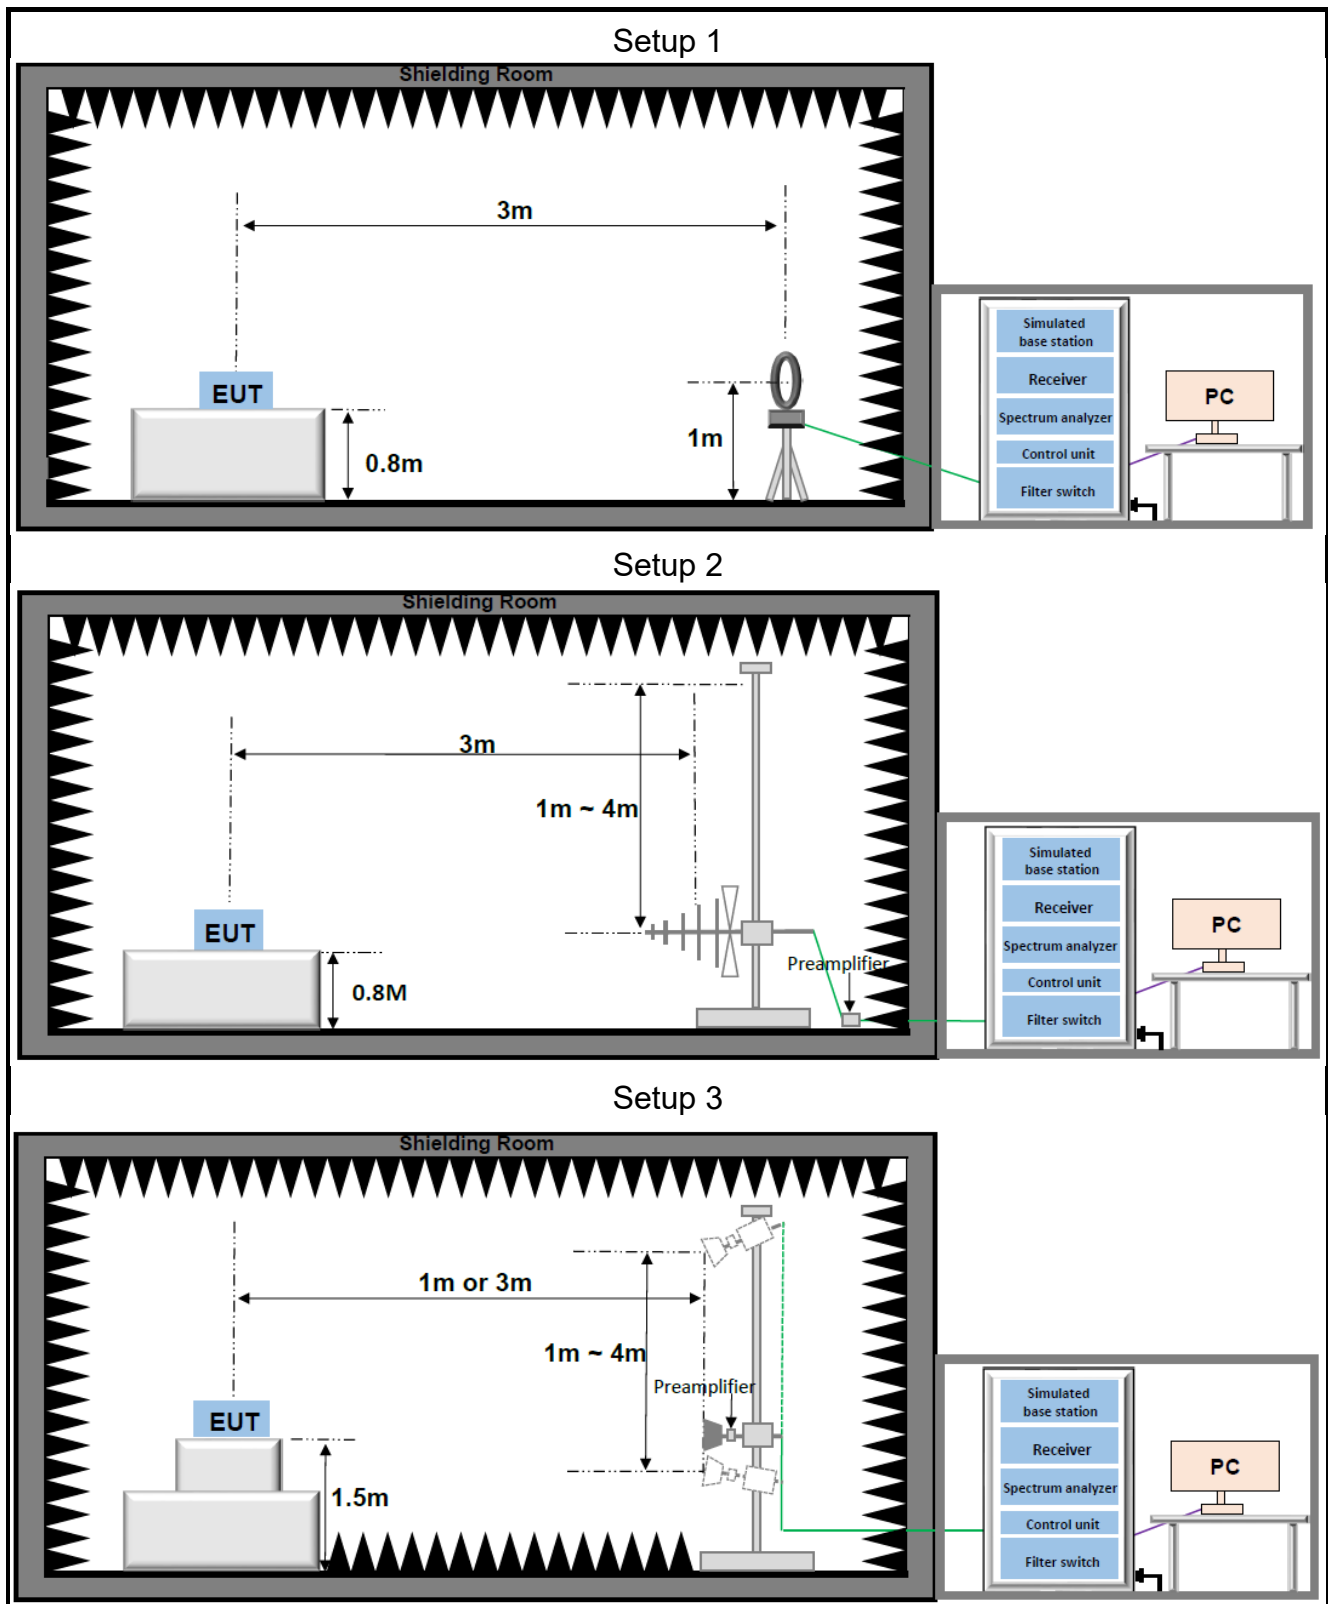 Setup 1
Shielding Room
3m
EUT
0.8m
1m
Simulated
base station
Receiver
Spectrum analyzer
Control unit
Filter switch
PC
Setup 2
Shielding Room
3m
1m ~ 4m
EUT
0.8M
Preamplifier
Simulated
base station
Receiver
Spectrum analyzer
Control unit
Filter switch
PC
Setup 3
Shielding Room
1m or 3m
1m ~ 4m
Preamplifier
EUT
1.5m
Simulated
base station
Receiver
Spectrum analyzer
Control unit
Filter switch
PC